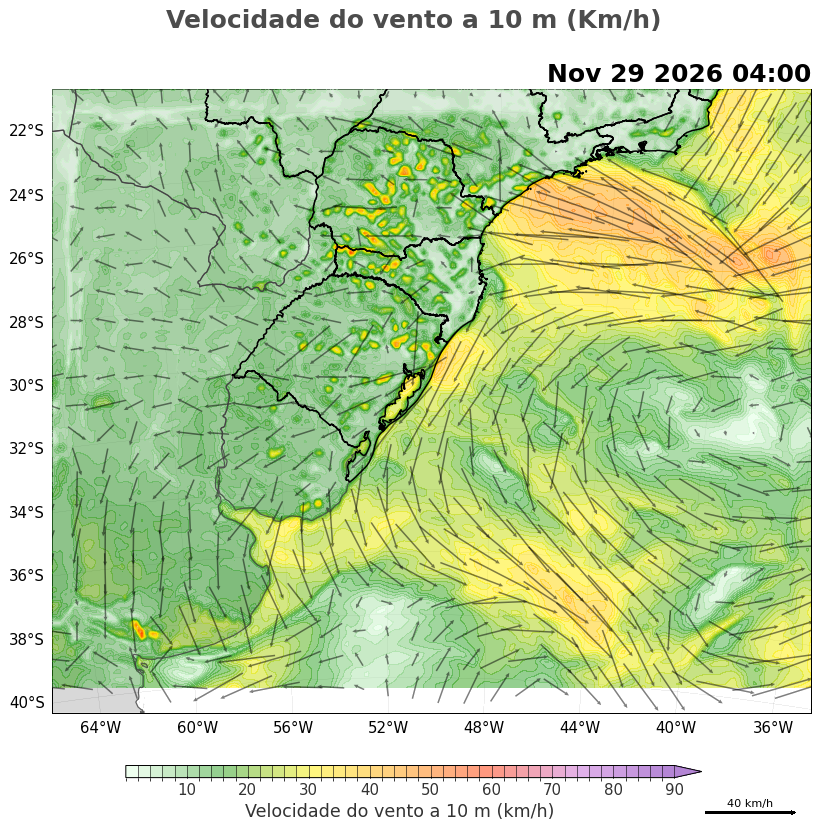 Velocidade do vento a 10 m (Km/h)
Nov 29 2026 04:00
22°S
24°S
26°S
28°S
30°S
32°S
34°S
36°S
38°S
40°S
64°W 60°W 56°W 52°W 48°W 44°W 40°W 36°W
10 20 30 40 50 60 70 80 90
Velocidade do vento a 10 m (km/h)
40 km/h